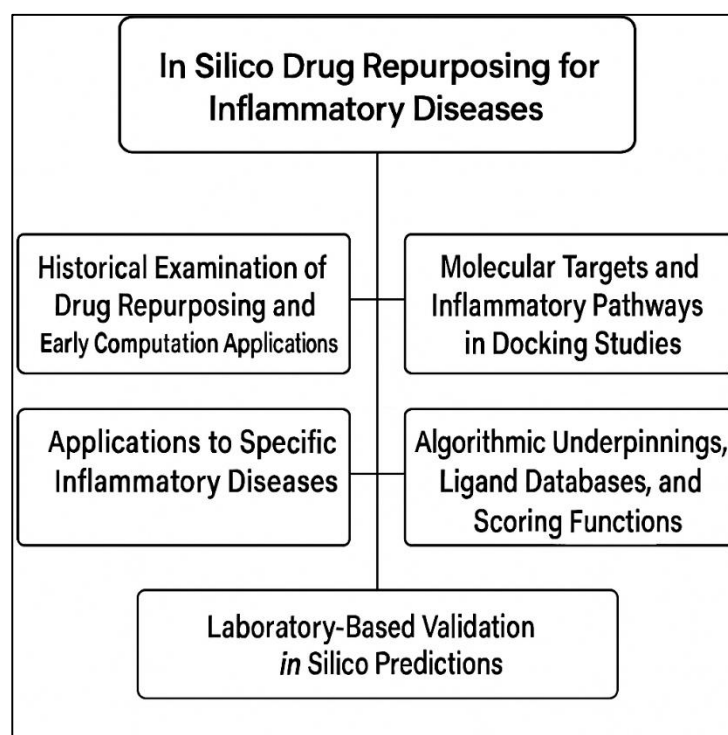 In Silico Drug Repurposing for
Inflammatory Diseases
Historical Examination of
Drug Repurposing and
Early Computation Applications
Molecular Targets and
Inflammatory Pathways
in Docking Studies
Applications to Specific
Inflammatory Diseases
Algorithmic Underpinnings,
Ligand Databases, and
Scoring Functions
Laboratory-Based Validation
in Silico Predictions